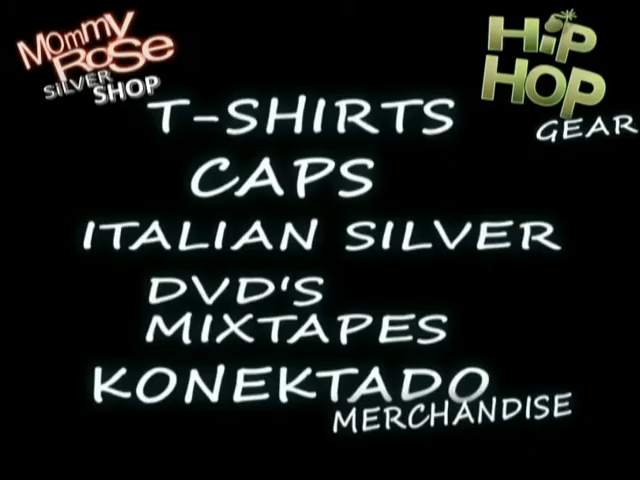 Mommy
Rose
SILVER
SHOP
HiP
HOP
GEAR
T-SHIRTS
CAPS
ITALIAN SILVER
DVD'S
MIXTAPES
KONEKTADO
MERCHANDISE